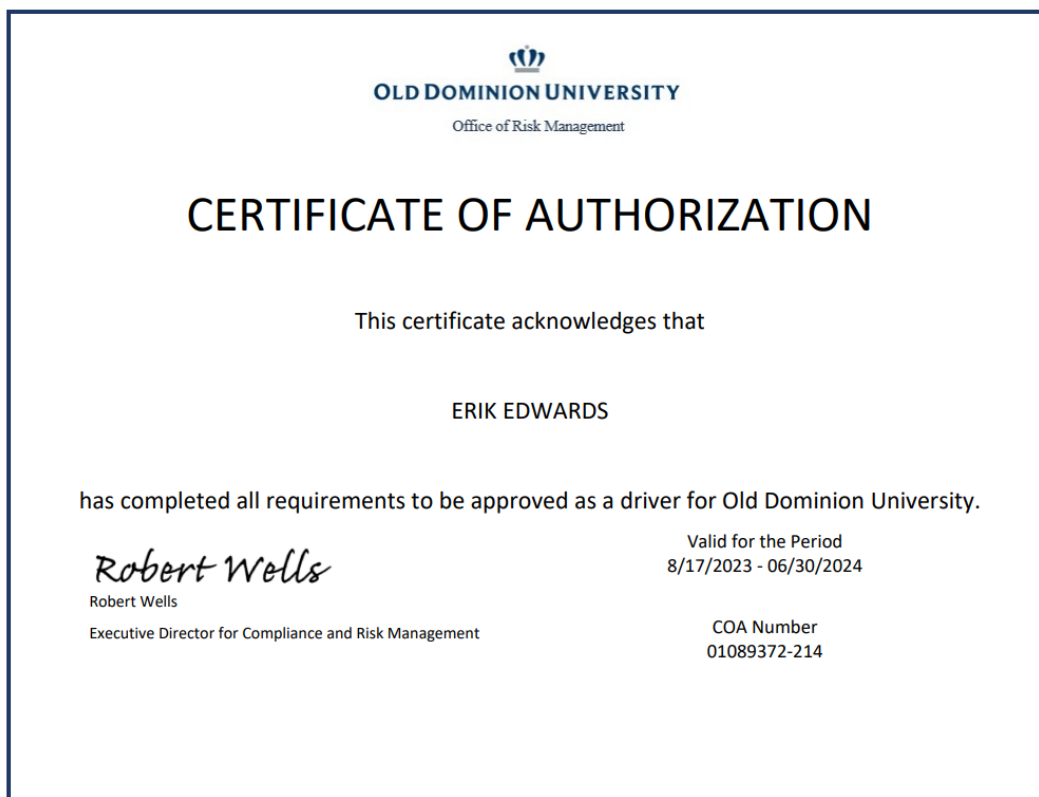 OLD DOMINION UNIVERSITY
Office of Risk Management
CERTIFICATE OF AUTHORIZATION
This certificate acknowledges that
ERIK EDWARDS
has completed all requirements to be approved as a driver for Old Dominion University.
Robert Wells
Robert Wells
Executive Director for Compliance and Risk Management
Valid for the Period
8/17/2023 - 06/30/2024
COA Number
01089372-214